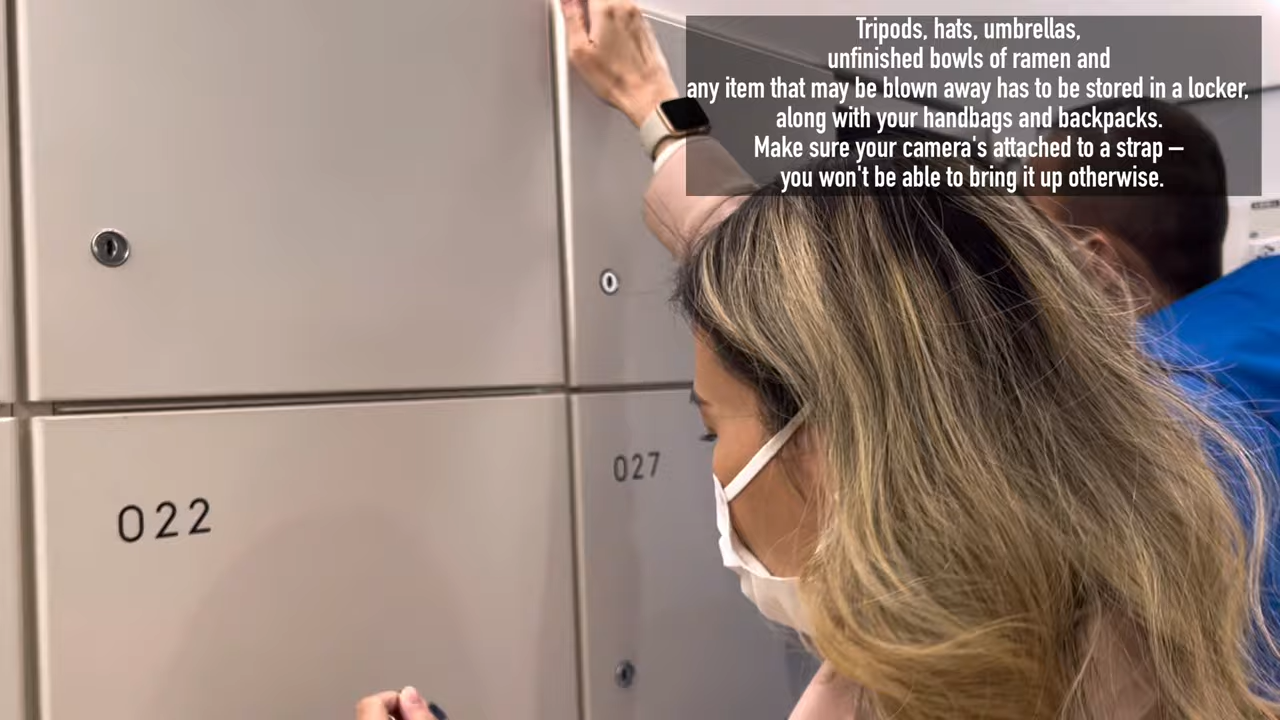 Tripods, hats, umbrellas,
unfinished bowls of ramen and
any item that may be blown away has to be stored in a locker,
along with your handbags and backpacks.
Make sure your camera's attached to a strap –
you won't be able to bring it up otherwise.
022
027